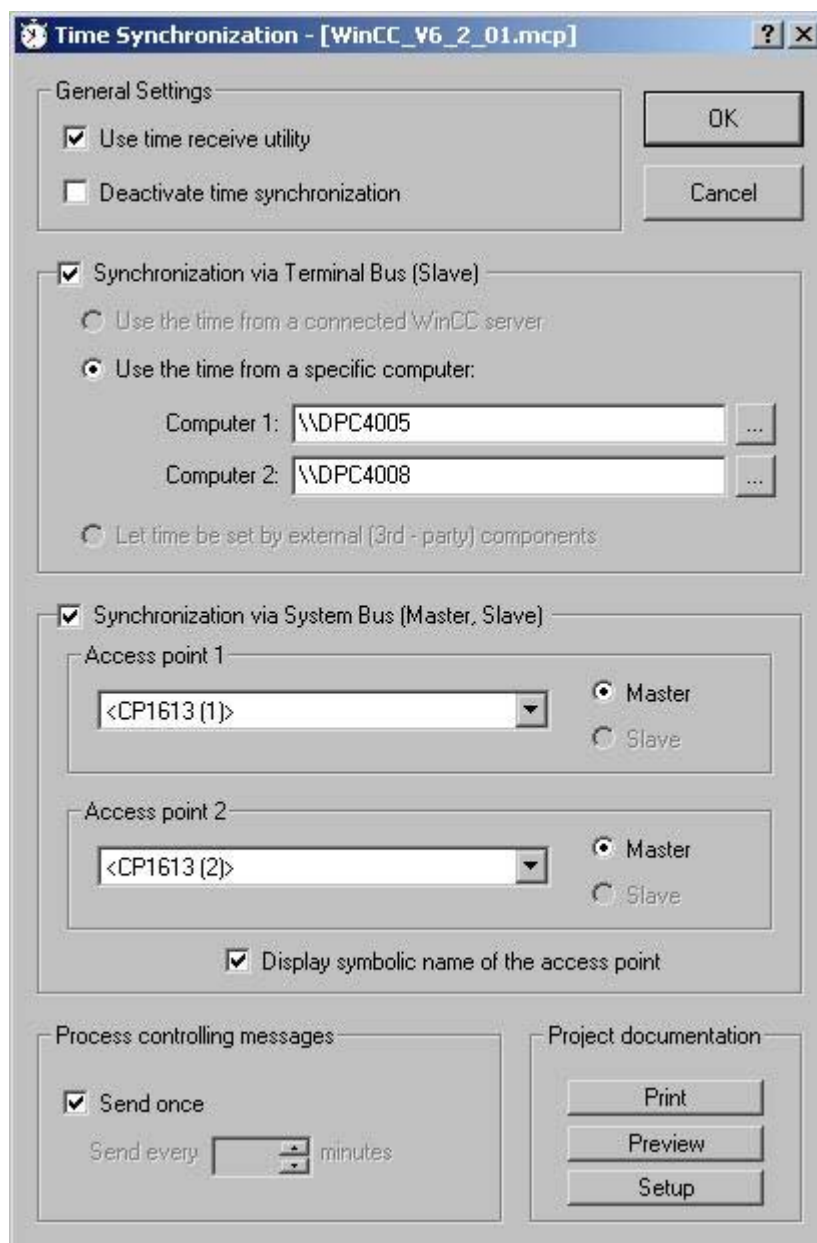 Time Synchronization - [WinCC_V6_2_01.mcp]
General Settings
Use time receive utility
Deactivate time synchronization
OK
Cancel
Synchronization via Terminal Bus (Slave)
Use the time from a connected WinCC server
Use the time from a specific computer:
Computer 1: \\DPC4005 ...
Computer 2: \\DPC4008 ...
Let time be set by external (3rd - party) components
Synchronization via System Bus (Master, Slave)
Access point 1
<CP1613 (1)>
Master
Slave
Access point 2
<CP1613 (2)>
Master
Slave
Display symbolic name of the access point
Process controlling messages
Send once
Send every minutes
Project documentation
Print
Preview
Setup